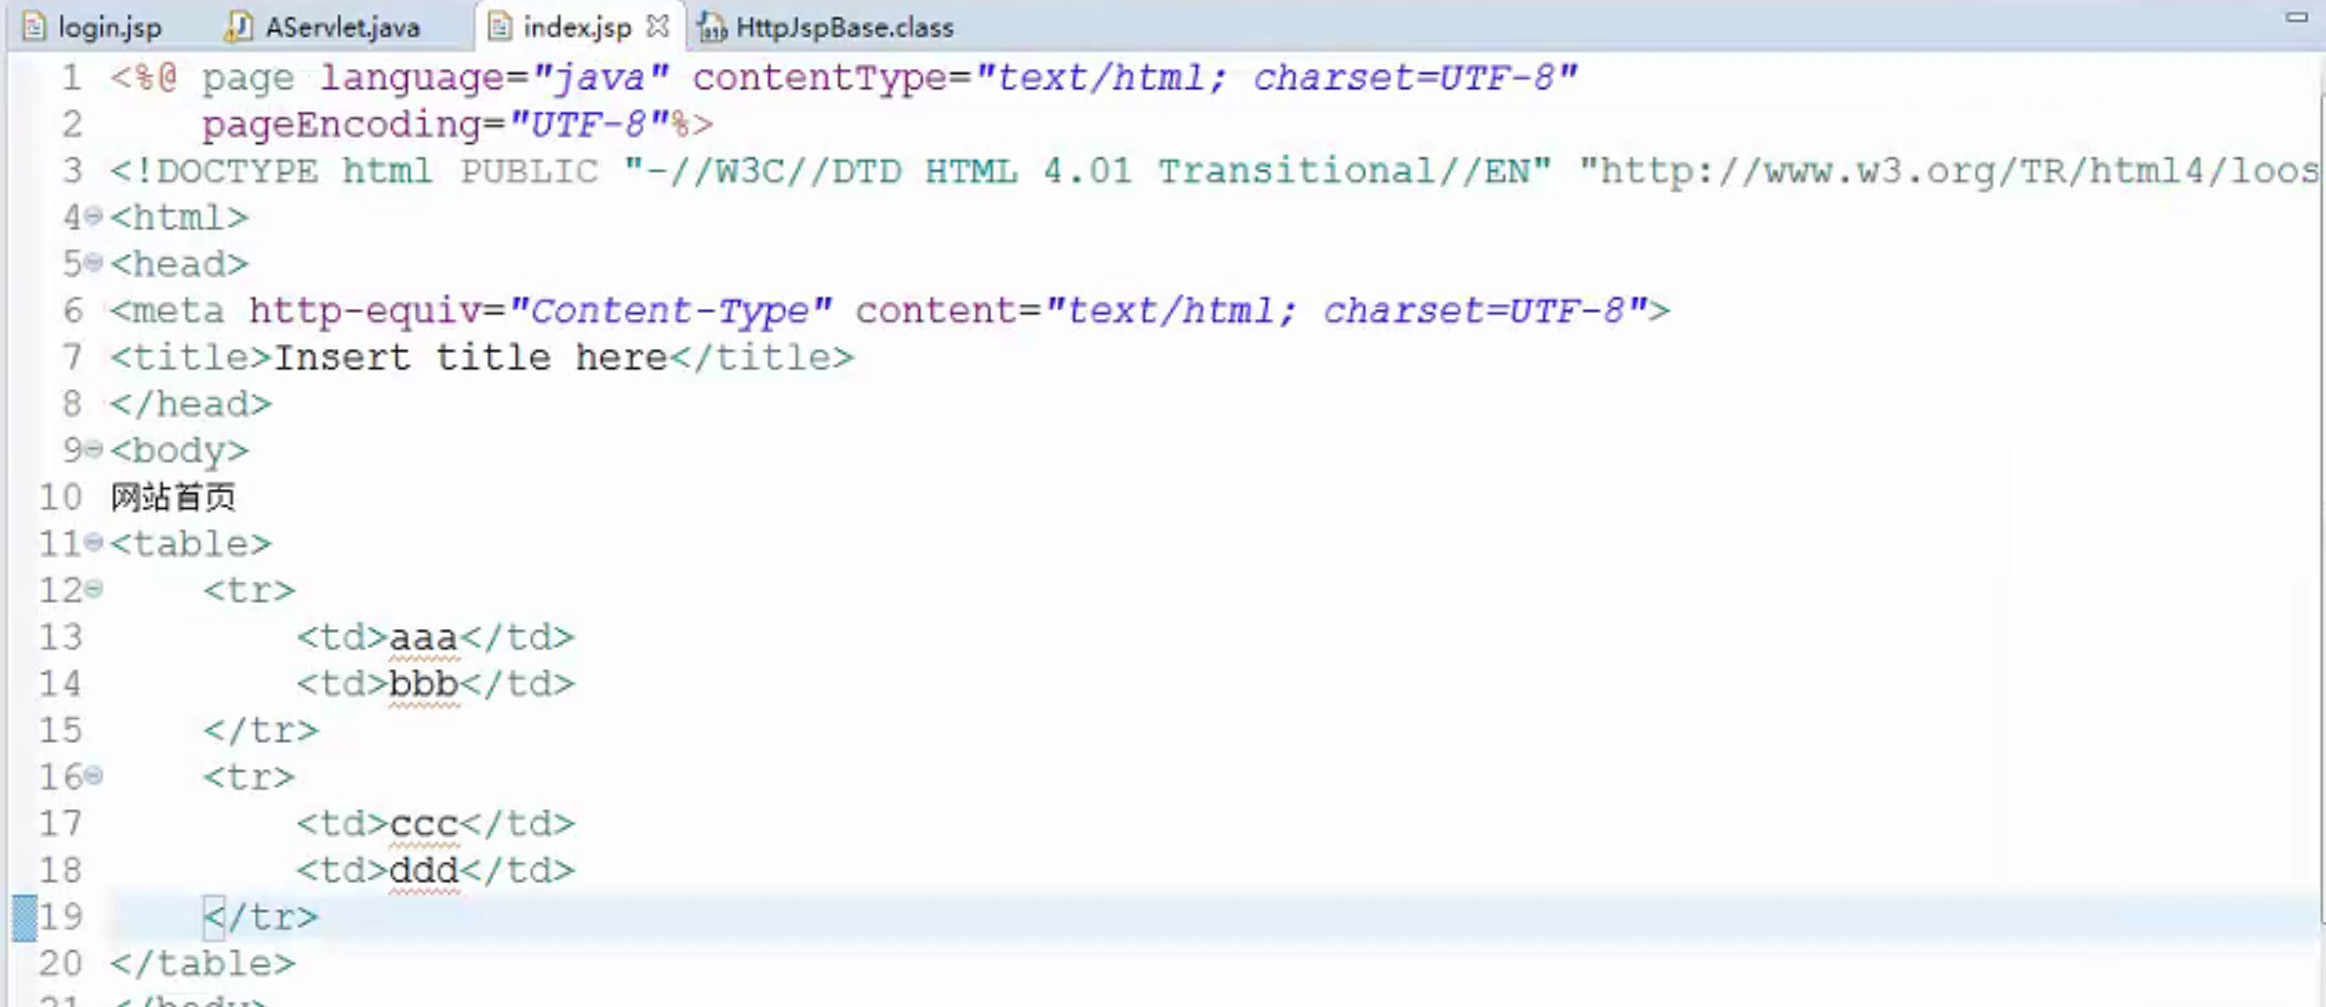 login.jsp AServlet.java index.jsp HttpJspBase.class
1 <%@ page language="java" contentType="text/html; charset=UTF-8"
2     pageEncoding="UTF-8"%>
3 <!DOCTYPE html PUBLIC "-//W3C//DTD HTML 4.01 Transitional//EN" "http://www.w3.org/TR/html4/loos
4 <html>
5 <head>
6 <meta http-equiv="Content-Type" content="text/html; charset=UTF-8">
7 <title>Insert title here</title>
8 </head>
9 <body>
10 网站首页
11 <table>
12     <tr>
13         <td>aaa</td>
14         <td>bbb</td>
15     </tr>
16     <tr>
17         <td>ccc</td>
18         <td>ddd</td>
19     </tr>
20 </table>
21 </body>